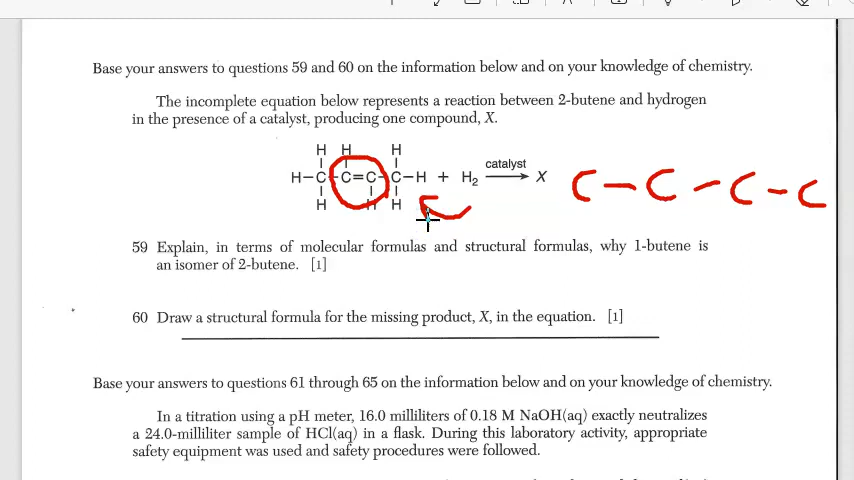 Base your answers to questions 59 and 60 on the information below and on your knowledge of chemistry.
The incomplete equation below represents a reaction between 2-butene and hydrogen
in the presence of a catalyst, producing one compound, X.
H H H
H–C–C=C–C–H + H₂ catalyst → X C – C – C – C
H H H
59 Explain, in terms of molecular formulas and structural formulas, why 1-butene is
an isomer of 2-butene. [1]
60 Draw a structural formula for the missing product, X, in the equation. [1]
Base your answers to questions 61 through 65 on the information below and on your knowledge of chemistry.
In a titration using a pH meter, 16.0 milliliters of 0.18 M NaOH(aq) exactly neutralizes
a 24.0-milliliter sample of HCl(aq) in a flask. During this laboratory activity, appropriate
safety equipment was used and safety procedures were followed.